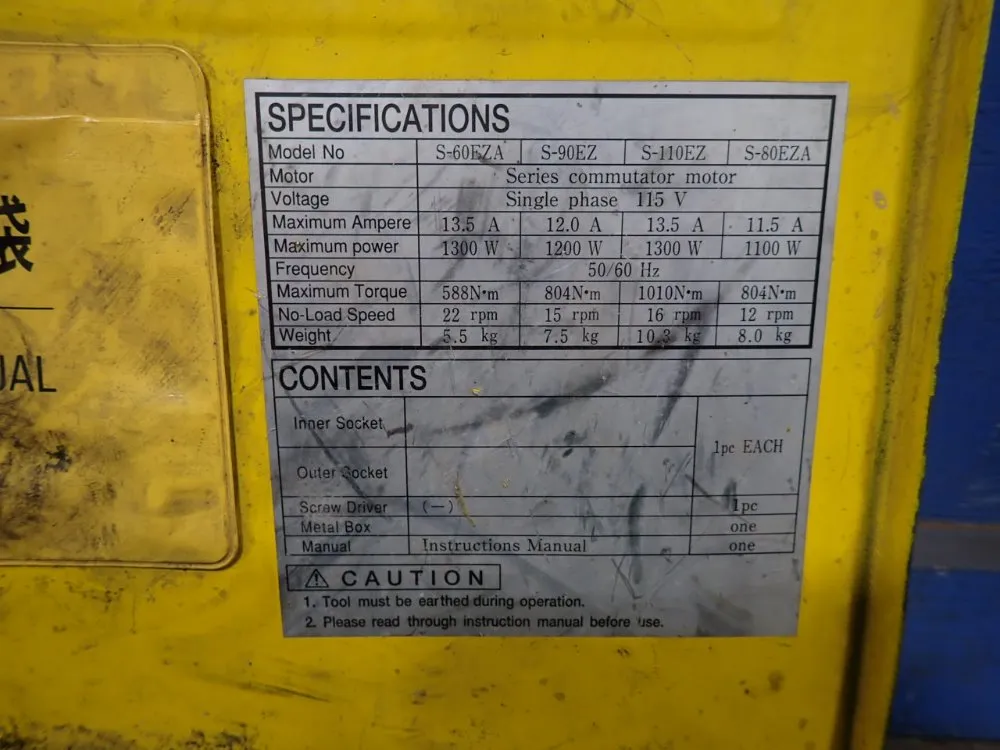 袋
UAL
SPECIFICATIONS
Model No S-60EZA S-90EZ S-110EZ S-80EZA
Motor Series commutator motor
Voltage Single phase 115 V
Maximum Ampere 13.5 A 12.0 A 13.5 A 11.5 A
Maximum power 1300 W 1200 W 1300 W 1100 W
Frequency 50/60 Hz
Maximum Torque 588N•m 804N•m 1010N•m 804N•m
No-Load Speed 22 rpm 15 rpm 16 rpm 12 rpm
Weight 5.5 kg 7.5 kg 10.3 kg 8.0 kg
CONTENTS
Inner Socket
1pc EACH
Outer Socket
Screw Driver (—) 1pc
Metal Box one
Manual Instructions Manual one
⚠ CAUTION
1. Tool must be earthed during operation.
2. Please read through instruction manual before use.